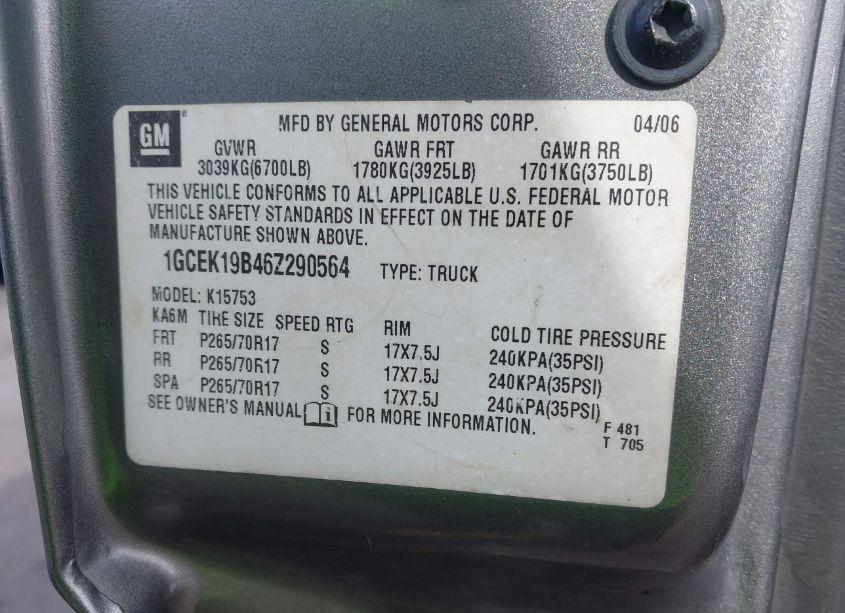 GM
MFD BY GENERAL MOTORS CORP. 04/06
GVWR GAWR FRT GAWR RR
3039KG(6700LB) 1780KG(3925LB) 1701KG(3750LB)
THIS VEHICLE CONFORMS TO ALL APPLICABLE U.S. FEDERAL MOTOR
VEHICLE SAFETY STANDARDS IN EFFECT ON THE DATE OF
MANUFACTURE SHOWN ABOVE.
1GCEK19B46Z290564 TYPE: TRUCK
MODEL: K15753
KA6M TIRE SIZE SPEED RTG RIM COLD TIRE PRESSURE
FRT P265/70R17 S 17X7.5J 240KPA(35PSI)
RR P265/70R17 S 17X7.5J 240KPA(35PSI)
SPA P265/70R17 S 17X7.5J 240KPA(35PSI)
SEE OWNER'S MANUAL i FOR MORE INFORMATION.
F 481
T 705